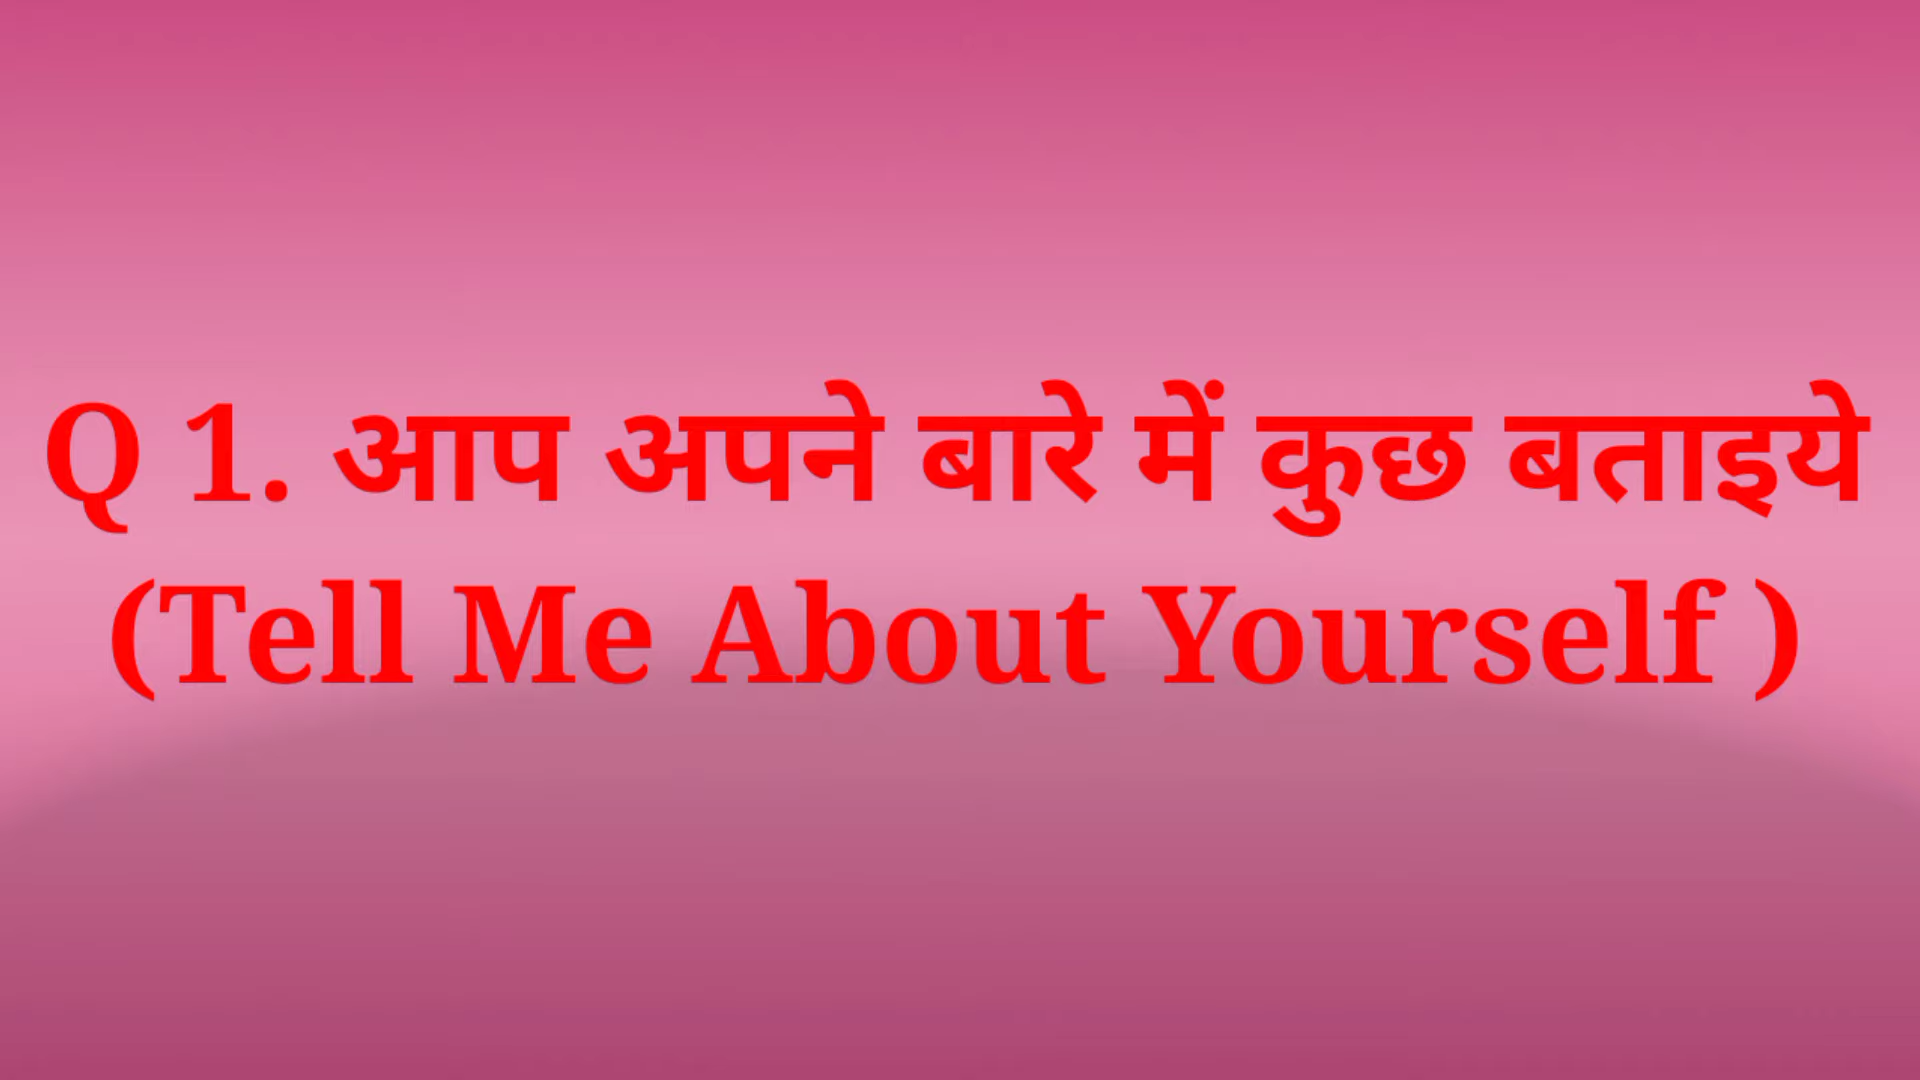 Q 1. आप अपने बारे में कुछ बताइये
(Tell Me About Yourself )